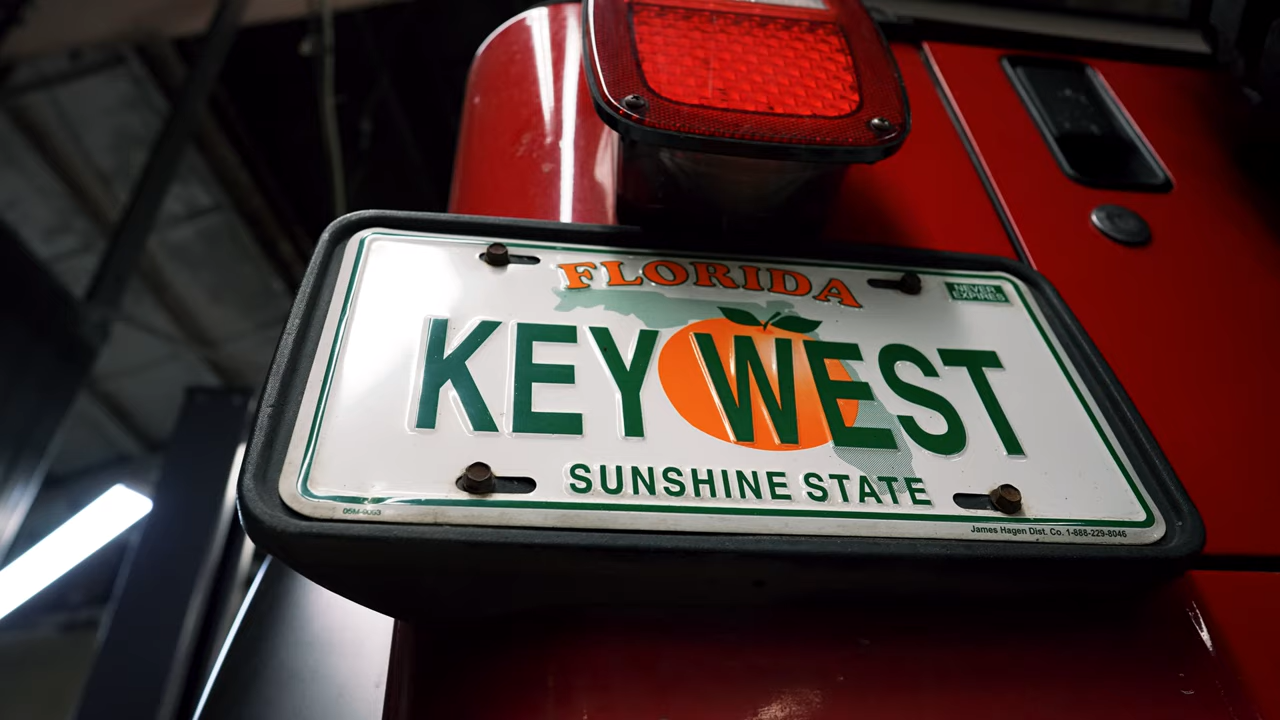 FLORIDA
NEVER
EXPIRES
KEY WEST
SUNSHINE STATE
James Hagen Dist. Co. 1-888-229-8046